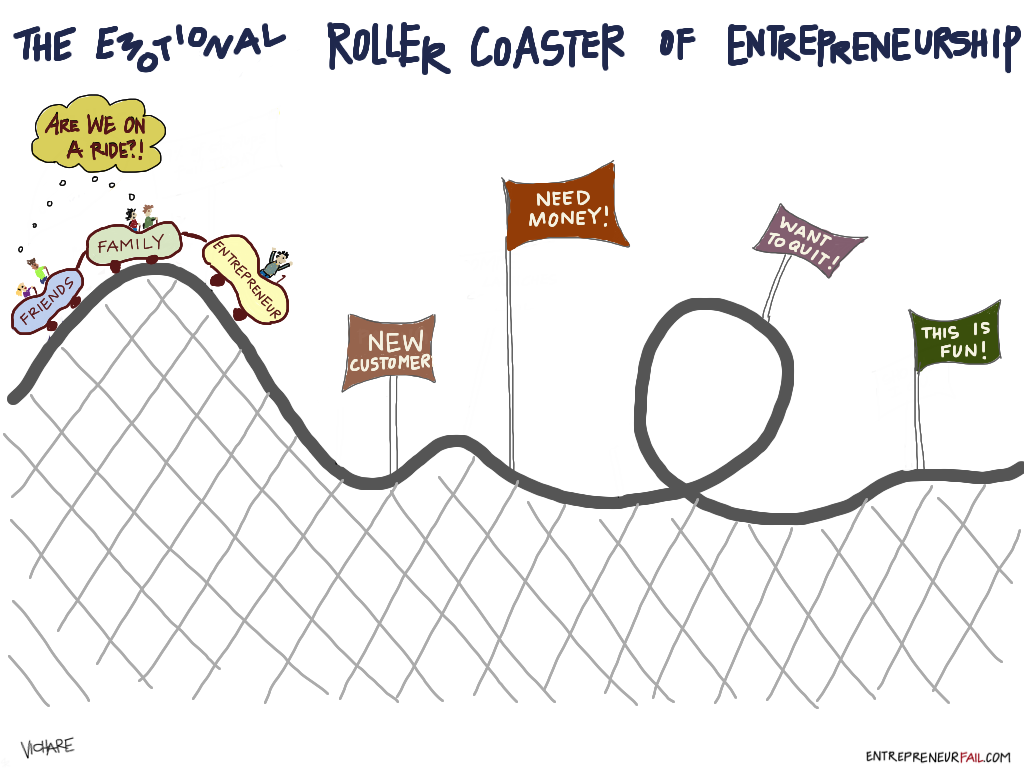 THE EMOTIONAL ROLLER COASTER OF ENTREPRENEURSHIP
ARE WE ON
A RIDE?!
FRIENDS
FAMILY
ENTREPRENEUR
NEW
CUSTOMER
NEED
MONEY!
WANT
TO QUIT!
THIS IS
FUN!
VICHARE
ENTREPRENEURFAIL.COM